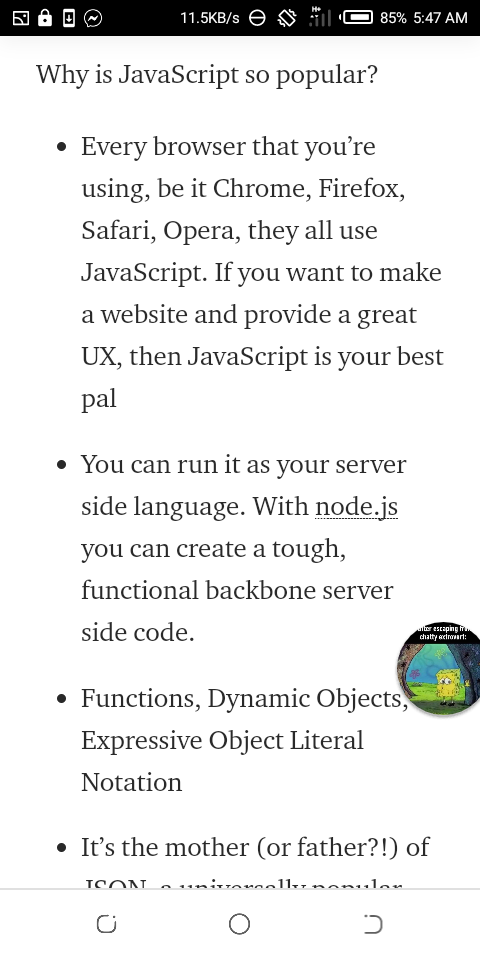 11.5KB/s H+ 85% 5:47 AM
Why is JavaScript so popular?
• Every browser that you’re
using, be it Chrome, Firefox,
Safari, Opera, they all use
JavaScript. If you want to make
a website and provide a great
UX, then JavaScript is your best
pal
• You can run it as your server
side language. With node.js
you can create a tough,
functional backbone server
side code.
escaping
chatty extrovert:
• Functions, Dynamic Objects,
Expressive Object Literal
Notation
• It’s the mother (or father?!) of
JSON, a universally popular